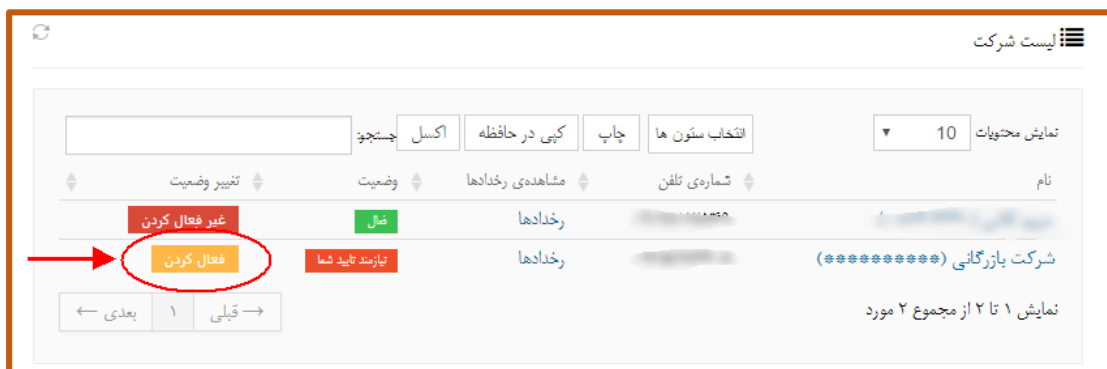 لیست شرکت
نمایش محتویات 10 انتخاب ستون ها چاپ کپی در حافظه اکسل جستجو:
نام شماره‌ی تلفن مشاهده‌ی رخدادها وضعیت تغییر وضعیت
رخدادها فعال غیر فعال کردن
شرکت بازرگانی (**********) رخدادها نیازمند تایید شما فعال کردن
نمایش ۱ تا ۲ از مجموع ۲ مورد
→ قبلی ۱ بعدی ←